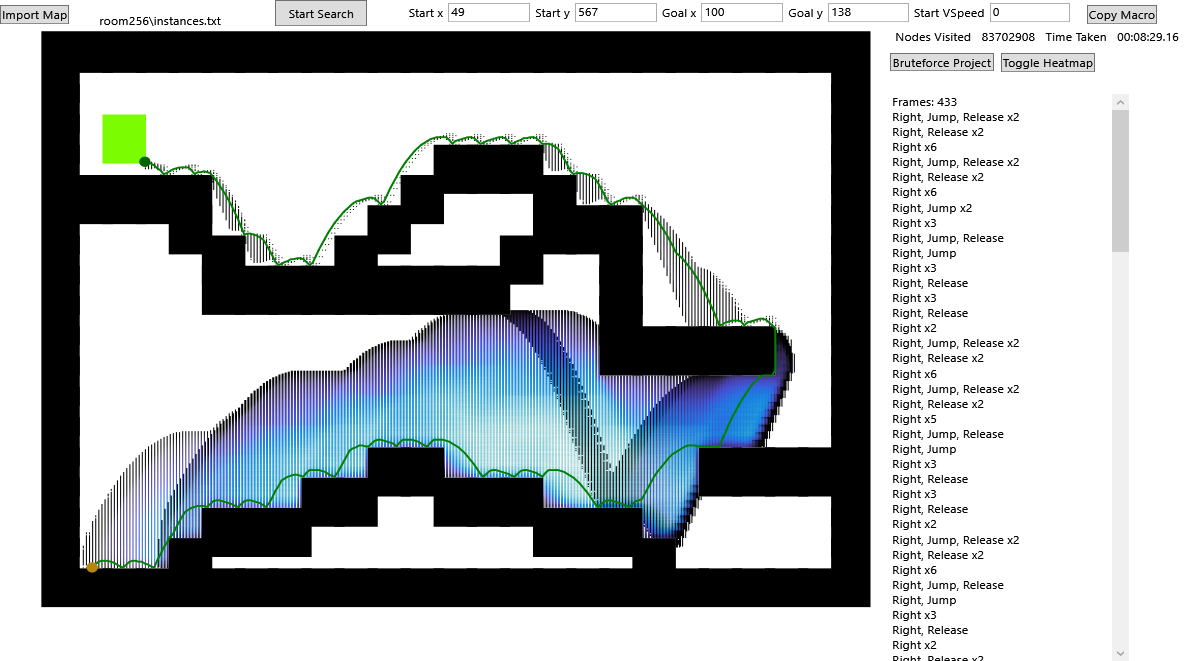 Import Map
room256\instances.txt
Start Search
Start x 49 Start y 567 Goal x 100 Goal y 138 Start VSpeed 0
Copy Macro
Nodes Visited 83702908 Time Taken 00:08:29.16
Bruteforce Project Toggle Heatmap
Frames: 433
Right, Jump, Release x2
Right, Release x2
Right x6
Right, Jump, Release x2
Right, Release x2
Right x6
Right, Jump x2
Right x3
Right, Jump, Release
Right, Jump
Right x3
Right, Release
Right x3
Right, Release
Right x2
Right, Jump, Release x2
Right, Release x2
Right x6
Right, Jump, Release x2
Right, Release x2
Right x5
Right, Jump, Release
Right, Jump
Right x3
Right, Release
Right x3
Right, Release
Right x2
Right, Jump, Release x2
Right, Release x2
Right x6
Right, Jump, Release
Right, Jump
Right x3
Right, Release
Right x2
Right, Release x2